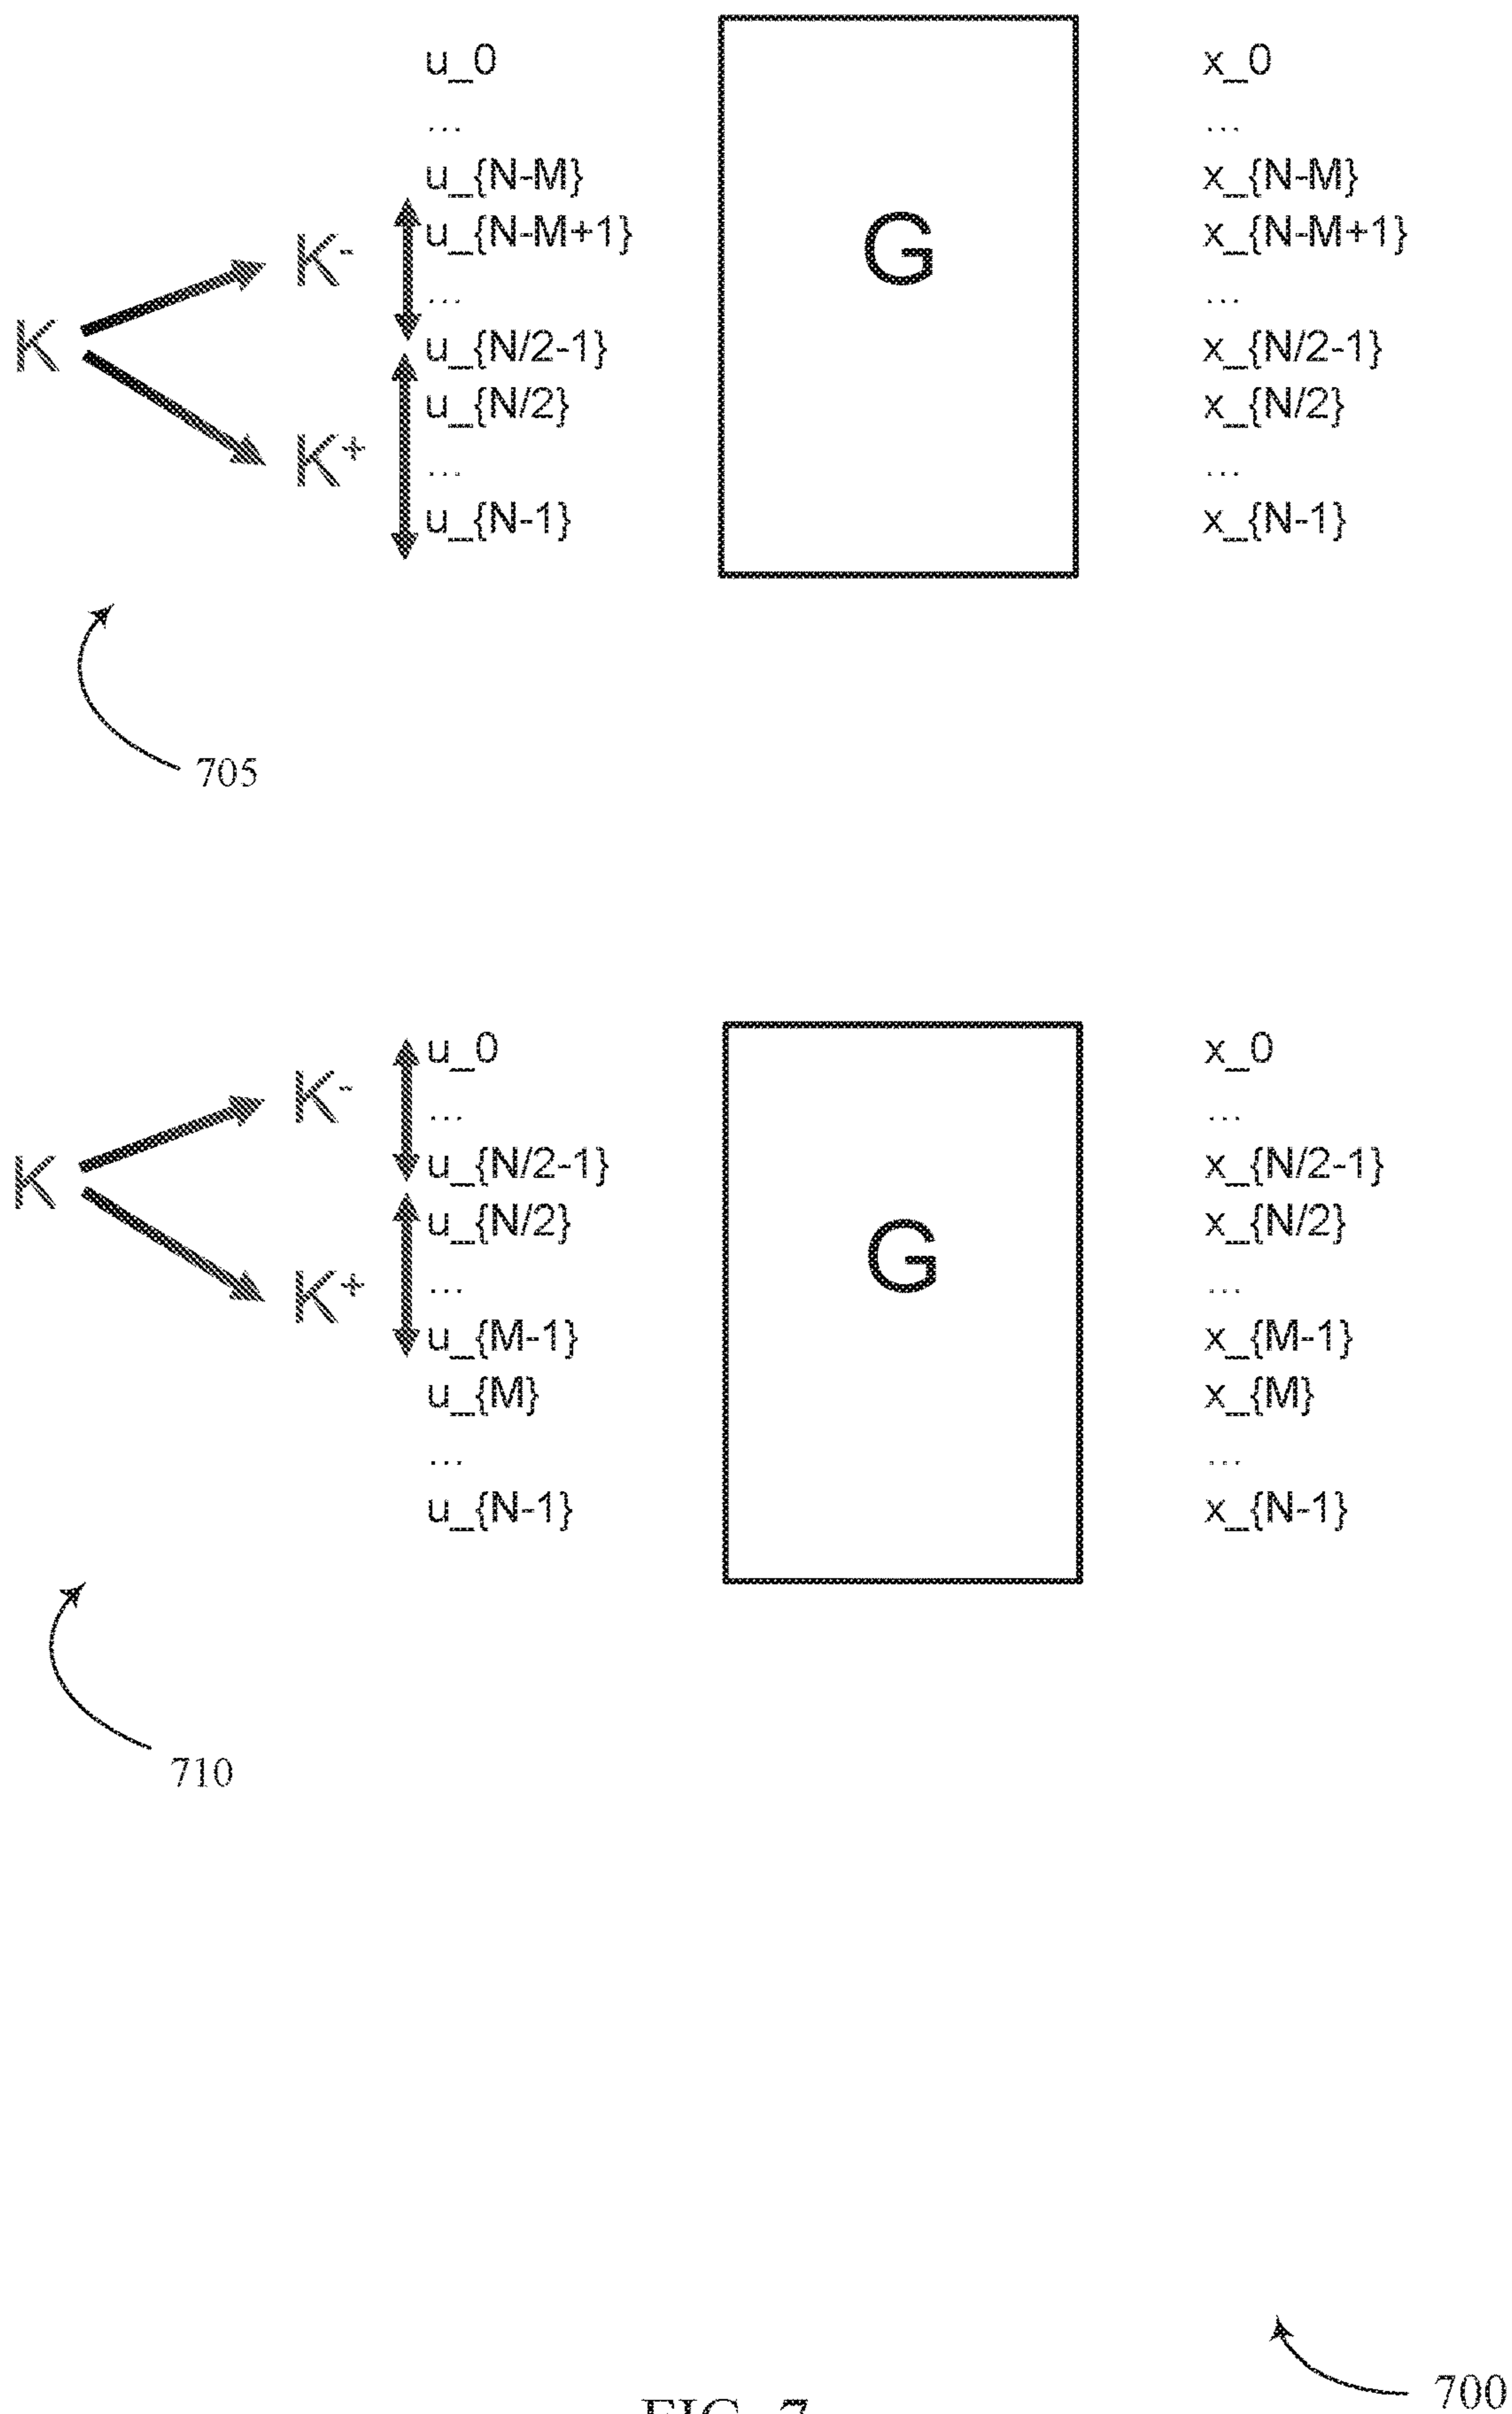 u_0 x_0
... ...
u_{N-M} x_{N-M}
K- u_{N-M+1} G x_{N-M+1}
... ...
K u_{N/2-1} x_{N/2-1}
u_{N/2} x_{N/2}
K+ ... ...
u_{N-1} x_{N-1}
705
u_0 x_0
K- ... ...
K u_{N/2-1} x_{N/2-1}
u_{N/2} G x_{N/2}
K+ ... ...
u_{M-1} x_{M-1}
u_{M} x_{M}
... ...
u_{N-1} x_{N-1}
710
700
FIG. 7